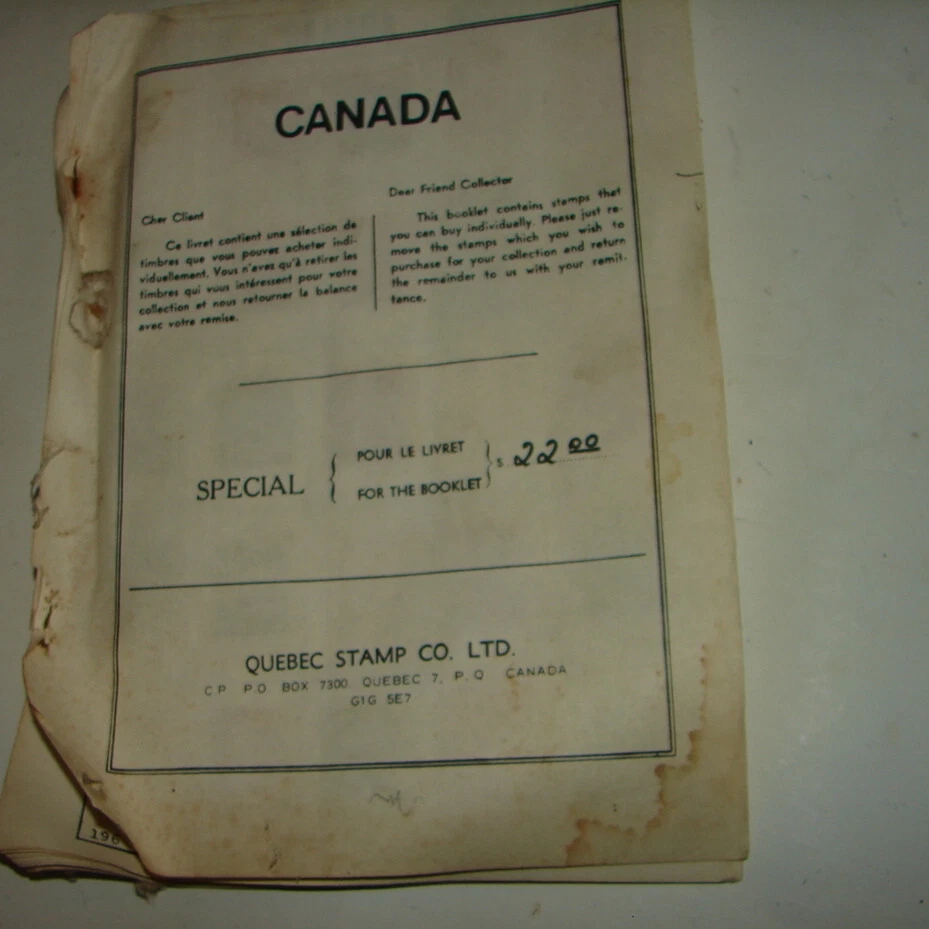 CANADA
Cher Client
Ce livret contient une sélection de
timbres que vous pouvez acheter indi-
viduellement. Vous n'avez qu'à retirer les
timbres qui vous intéressent pour votre
collection et nous retourner la balance
avec votre remise.
Dear Friend Collector
This booklet contains stamps that
you can buy individually. Please just re-
move the stamps which you wish to
purchase for your collection and return
the remainder to us with your remit-
tance.
SPECIAL
POUR LE LIVRET
FOR THE BOOKLET
$ 22 00
QUEBEC STAMP CO. LTD.
C P P.O. BOX 7300, QUEBEC 7, P.Q. CANADA
G1G 5E7
196